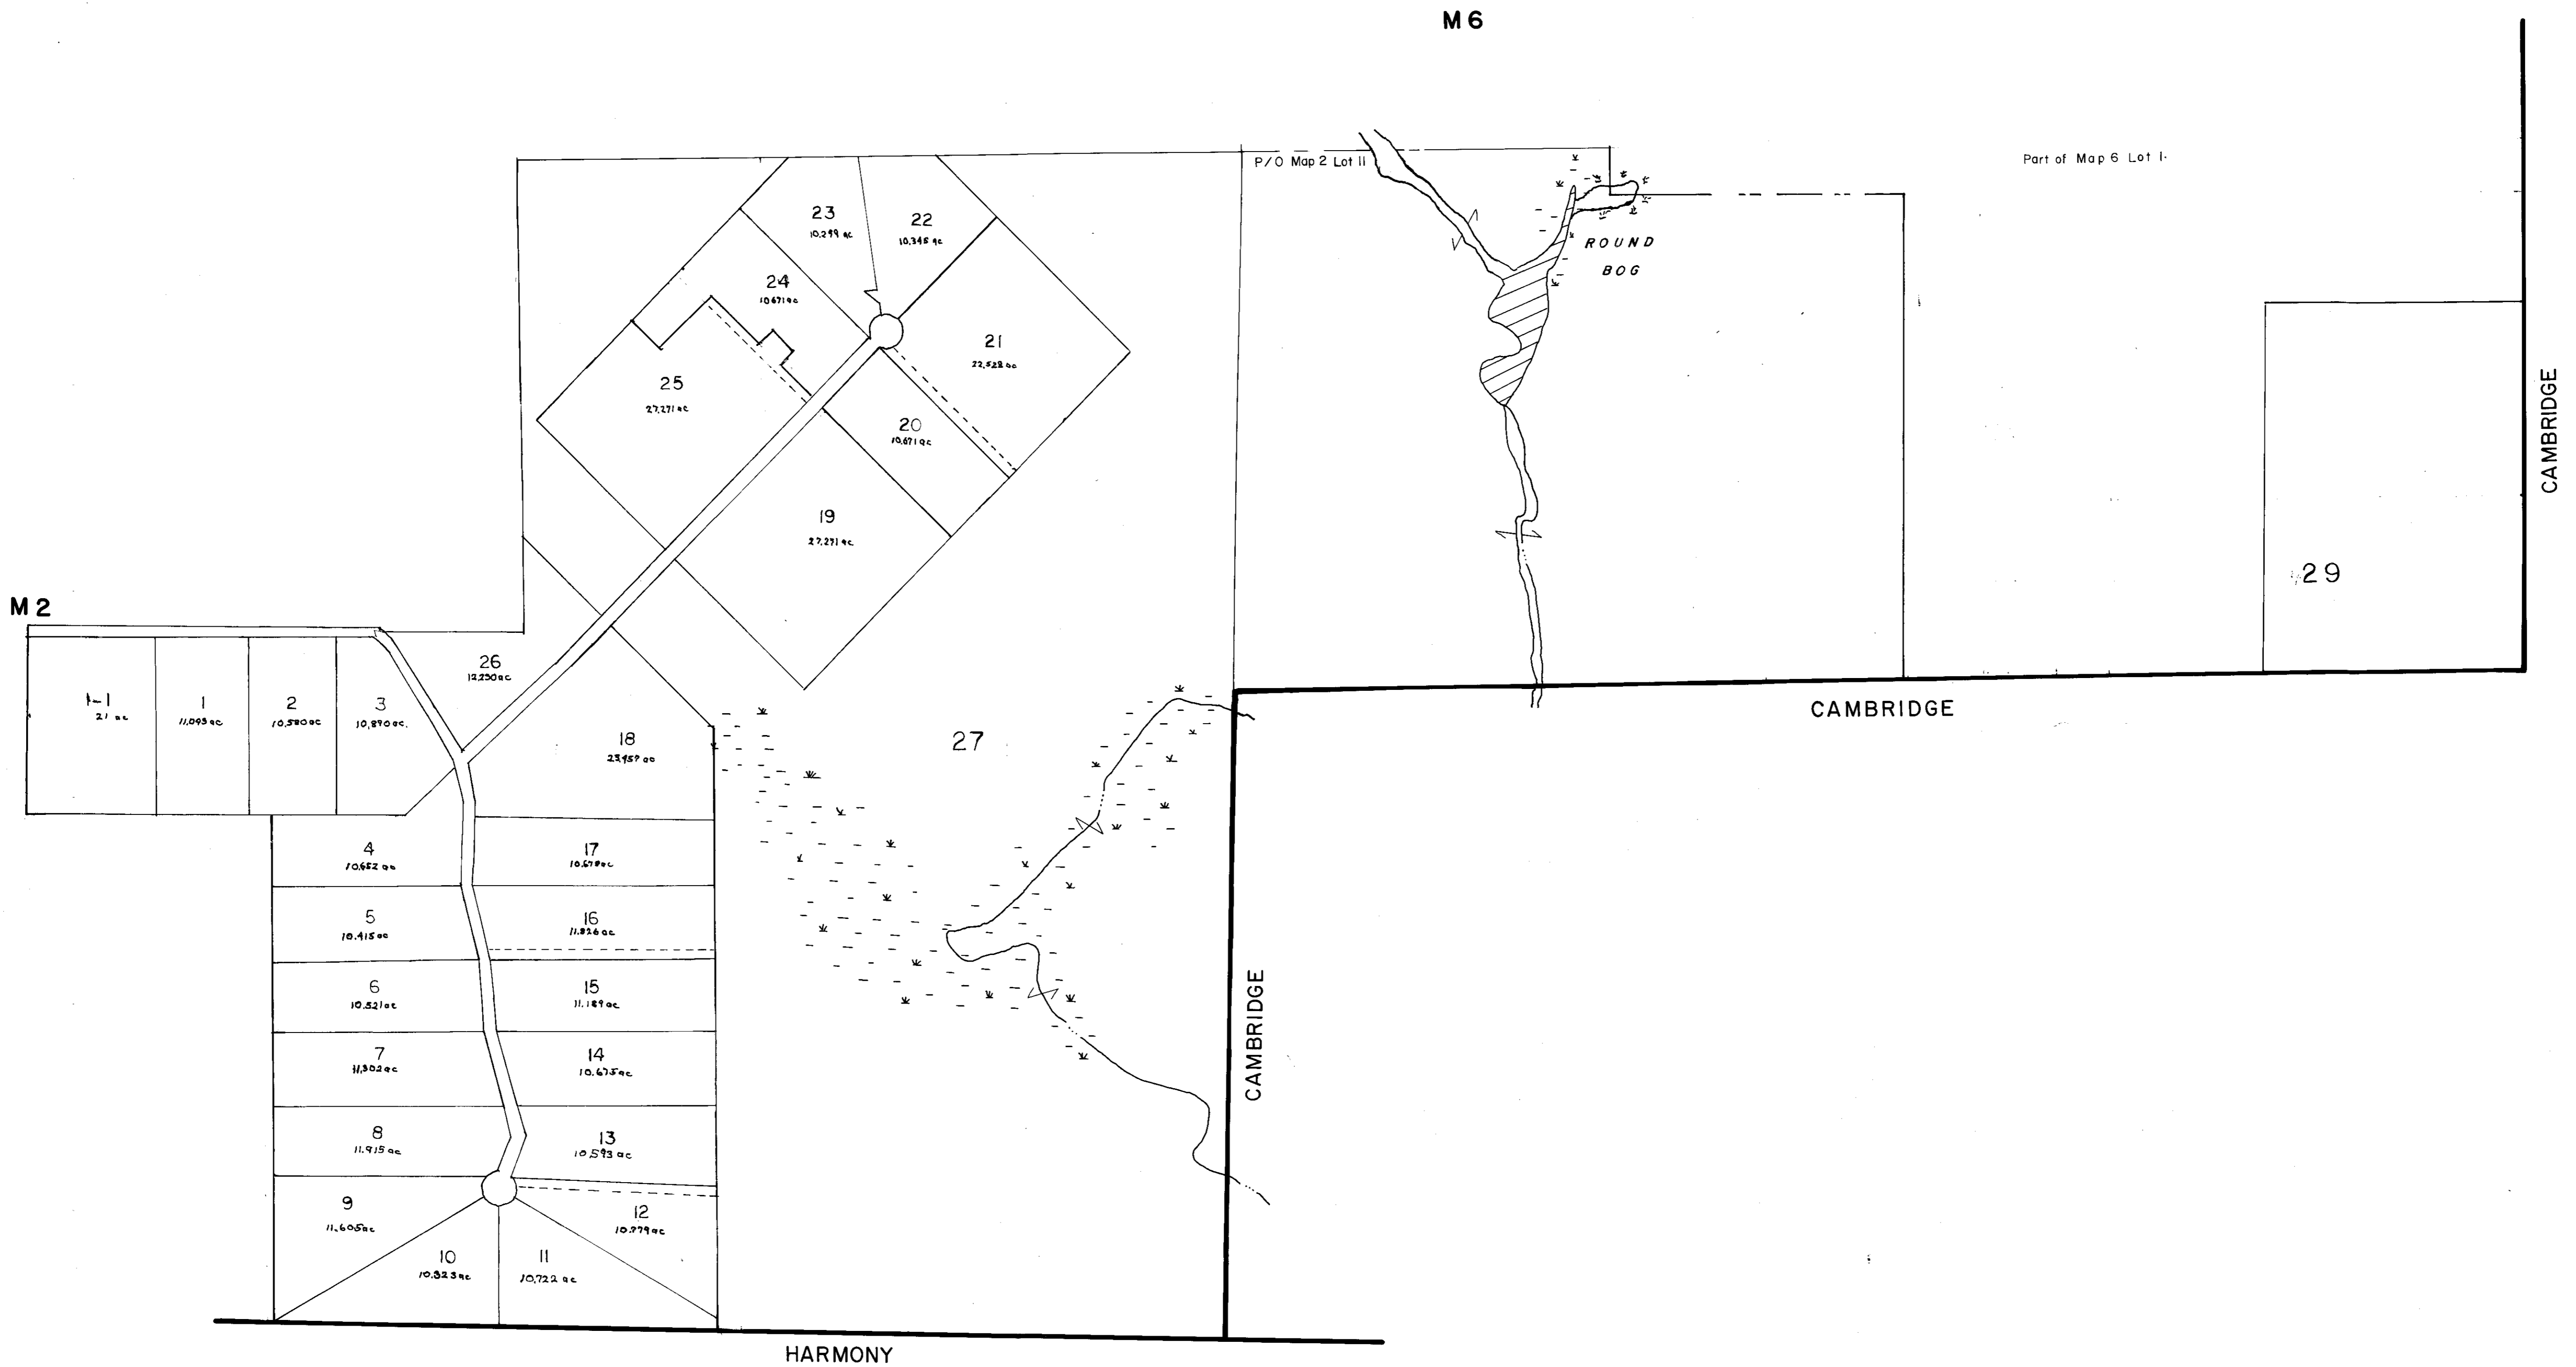 M 6
P/O Map 2 Lot 11
Part of Map 6 Lot 1
23
10.299 ac
22
10.345 ac
ROUND
BOG
24
10.671 ac
21
22.528 ac
25
27.271 ac
20
10.671 ac
CAMBRIDGE
19
27.271 ac
29
M 2
26
12.250 ac
1-1
21 ac
1
11.093 ac
2
10.580 ac
3
10.890 ac.
CAMBRIDGE
18
ac
27
4
10.652 ac
17
10.678 ac
5
10.415 ac
16
11.826 ac
6
10.521 ac
15
11.189 ac
CAMBRIDGE
7
11.302 ac
14
10.675 ac
8
11.915 ac
13
10.593 ac
9
11.605 ac
12
10.779 ac
10
10.323 ac
11
10.722 ac
HARMONY